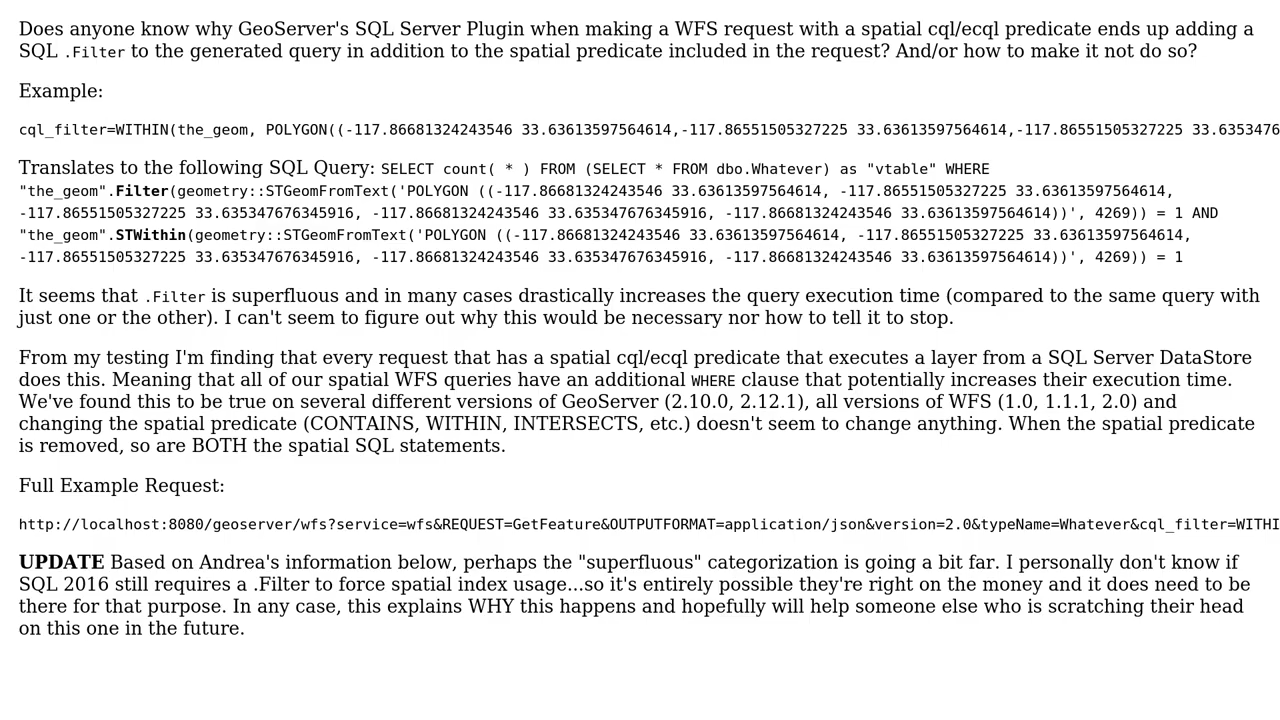 Does anyone know why GeoServer's SQL Server Plugin when making a WFS request with a spatial cql/ecql predicate ends up adding a
SQL .Filter to the generated query in addition to the spatial predicate included in the request? And/or how to make it not do so?
Example:
cql_filter=WITHIN(the_geom, POLYGON((-117.86681324243546 33.63613597564614,-117.86551505327225 33.63613597564614,-117.86551505327225 33.6353476
Translates to the following SQL Query: SELECT count( * ) FROM (SELECT * FROM dbo.Whatever) as "vtable" WHERE
"the_geom".Filter(geometry::STGeomFromText('POLYGON ((-117.86681324243546 33.63613597564614, -117.86551505327225 33.63613597564614,
-117.86551505327225 33.635347676345916, -117.86681324243546 33.635347676345916, -117.86681324243546 33.63613597564614))', 4269)) = 1 AND
"the_geom".STWithin(geometry::STGeomFromText('POLYGON ((-117.86681324243546 33.63613597564614, -117.86551505327225 33.63613597564614,
-117.86551505327225 33.635347676345916, -117.86681324243546 33.635347676345916, -117.86681324243546 33.63613597564614))', 4269)) = 1
It seems that .Filter is superfluous and in many cases drastically increases the query execution time (compared to the same query with
just one or the other). I can't seem to figure out why this would be necessary nor how to tell it to stop.
From my testing I'm finding that every request that has a spatial cql/ecql predicate that executes a layer from a SQL Server DataStore
does this. Meaning that all of our spatial WFS queries have an additional WHERE clause that potentially increases their execution time.
We've found this to be true on several different versions of GeoServer (2.10.0, 2.12.1), all versions of WFS (1.0, 1.1.1, 2.0) and
changing the spatial predicate (CONTAINS, WITHIN, INTERSECTS, etc.) doesn't seem to change anything. When the spatial predicate
is removed, so are BOTH the spatial SQL statements.
Full Example Request:
http://localhost:8080/geoserver/wfs?service=wfs&REQUEST=GetFeature&OUTPUTFORMAT=application/json&version=2.0&typeName=Whatever&cql_filter=WITHI
UPDATE Based on Andrea's information below, perhaps the "superfluous" categorization is going a bit far. I personally don't know if
SQL 2016 still requires a .Filter to force spatial index usage...so it's entirely possible they're right on the money and it does need to be
there for that purpose. In any case, this explains WHY this happens and hopefully will help someone else who is scratching their head
on this one in the future.